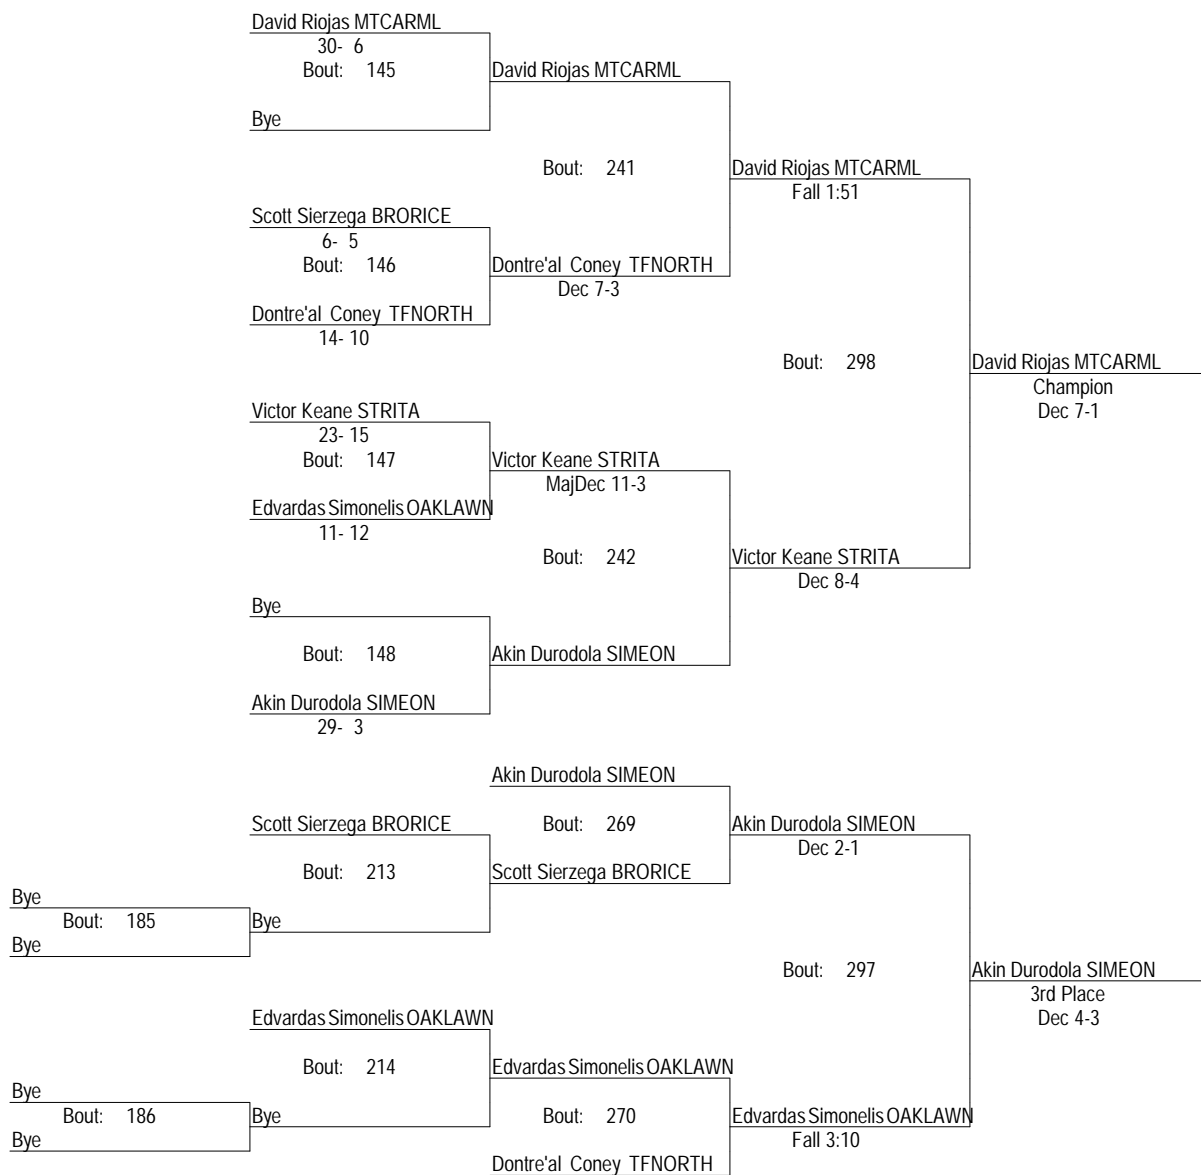 David Riojas MTCARML
30- 6
Bout: 145
David Riojas MTCARML
Bye
Bout: 241
David Riojas MTCARML
Fall 1:51
Scott Sierzega BRORICE
6- 5
Bout: 146
Dontre'al Coney TFNORTH
Dec 7-3
Dontre'al Coney TFNORTH
14- 10
Bout: 298
David Riojas MTCARML
Champion
Dec 7-1
Victor Keane STRITA
23- 15
Bout: 147
Victor Keane STRITA
MajDec 11-3
Edvardas Simonelis OAKLAWN
11- 12
Bout: 242
Victor Keane STRITA
Dec 8-4
Bye
Bout: 148
Akin Durodola SIMEON
Akin Durodola SIMEON
29- 3
Akin Durodola SIMEON
Scott Sierzega BRORICE
Bout: 269
Akin Durodola SIMEON
Dec 2-1
Bout: 213
Scott Sierzega BRORICE
Bye
Bout: 185
Bye
Bye
Bout: 297
Akin Durodola SIMEON
3rd Place
Dec 4-3
Edvardas Simonelis OAKLAWN
Bout: 214
Edvardas Simonelis OAKLAWN
Bye
Bout: 186
Bye
Bye
Bout: 270
Edvardas Simonelis OAKLAWN
Fall 3:10
Dontre'al Coney TFNORTH